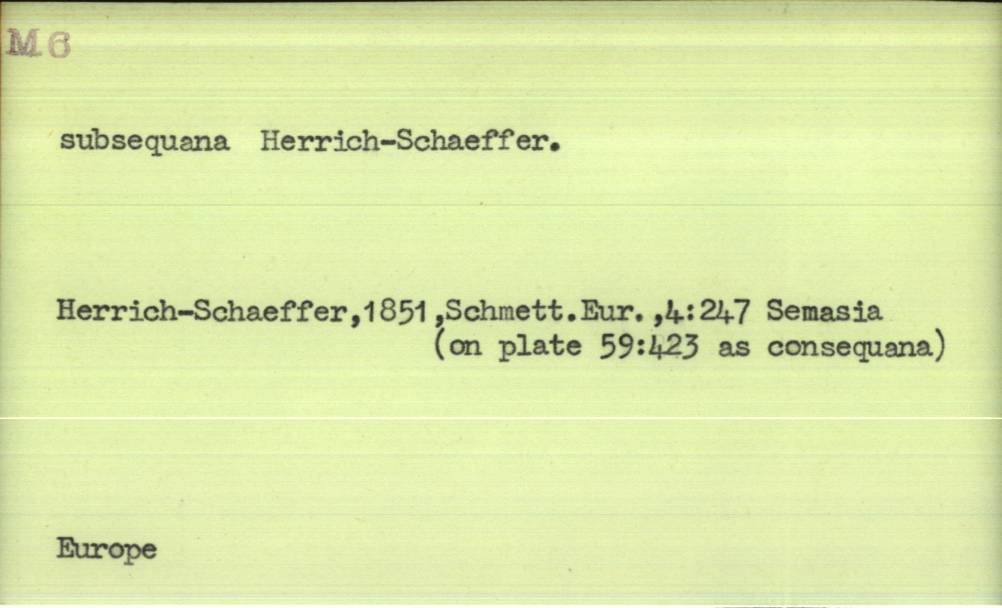 M6
subsequana Herrich-Schaeffer.
Herrich-Schaeffer,1851,Schmett.Eur.,4:247 Semasia
(on plate 59:423 as consequana)
Europe